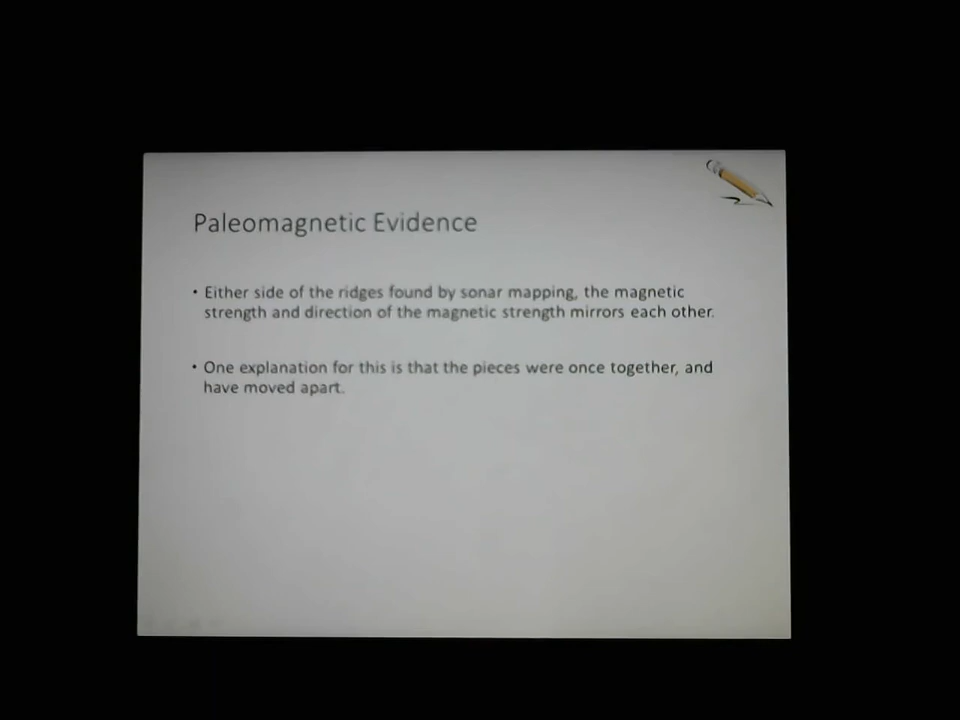 Paleomagnetic Evidence
• Either side of the ridges found by sonar mapping, the magnetic
strength and direction of the magnetic strength mirrors each other.
• One explanation for this is that the pieces were once together, and
have moved apart.